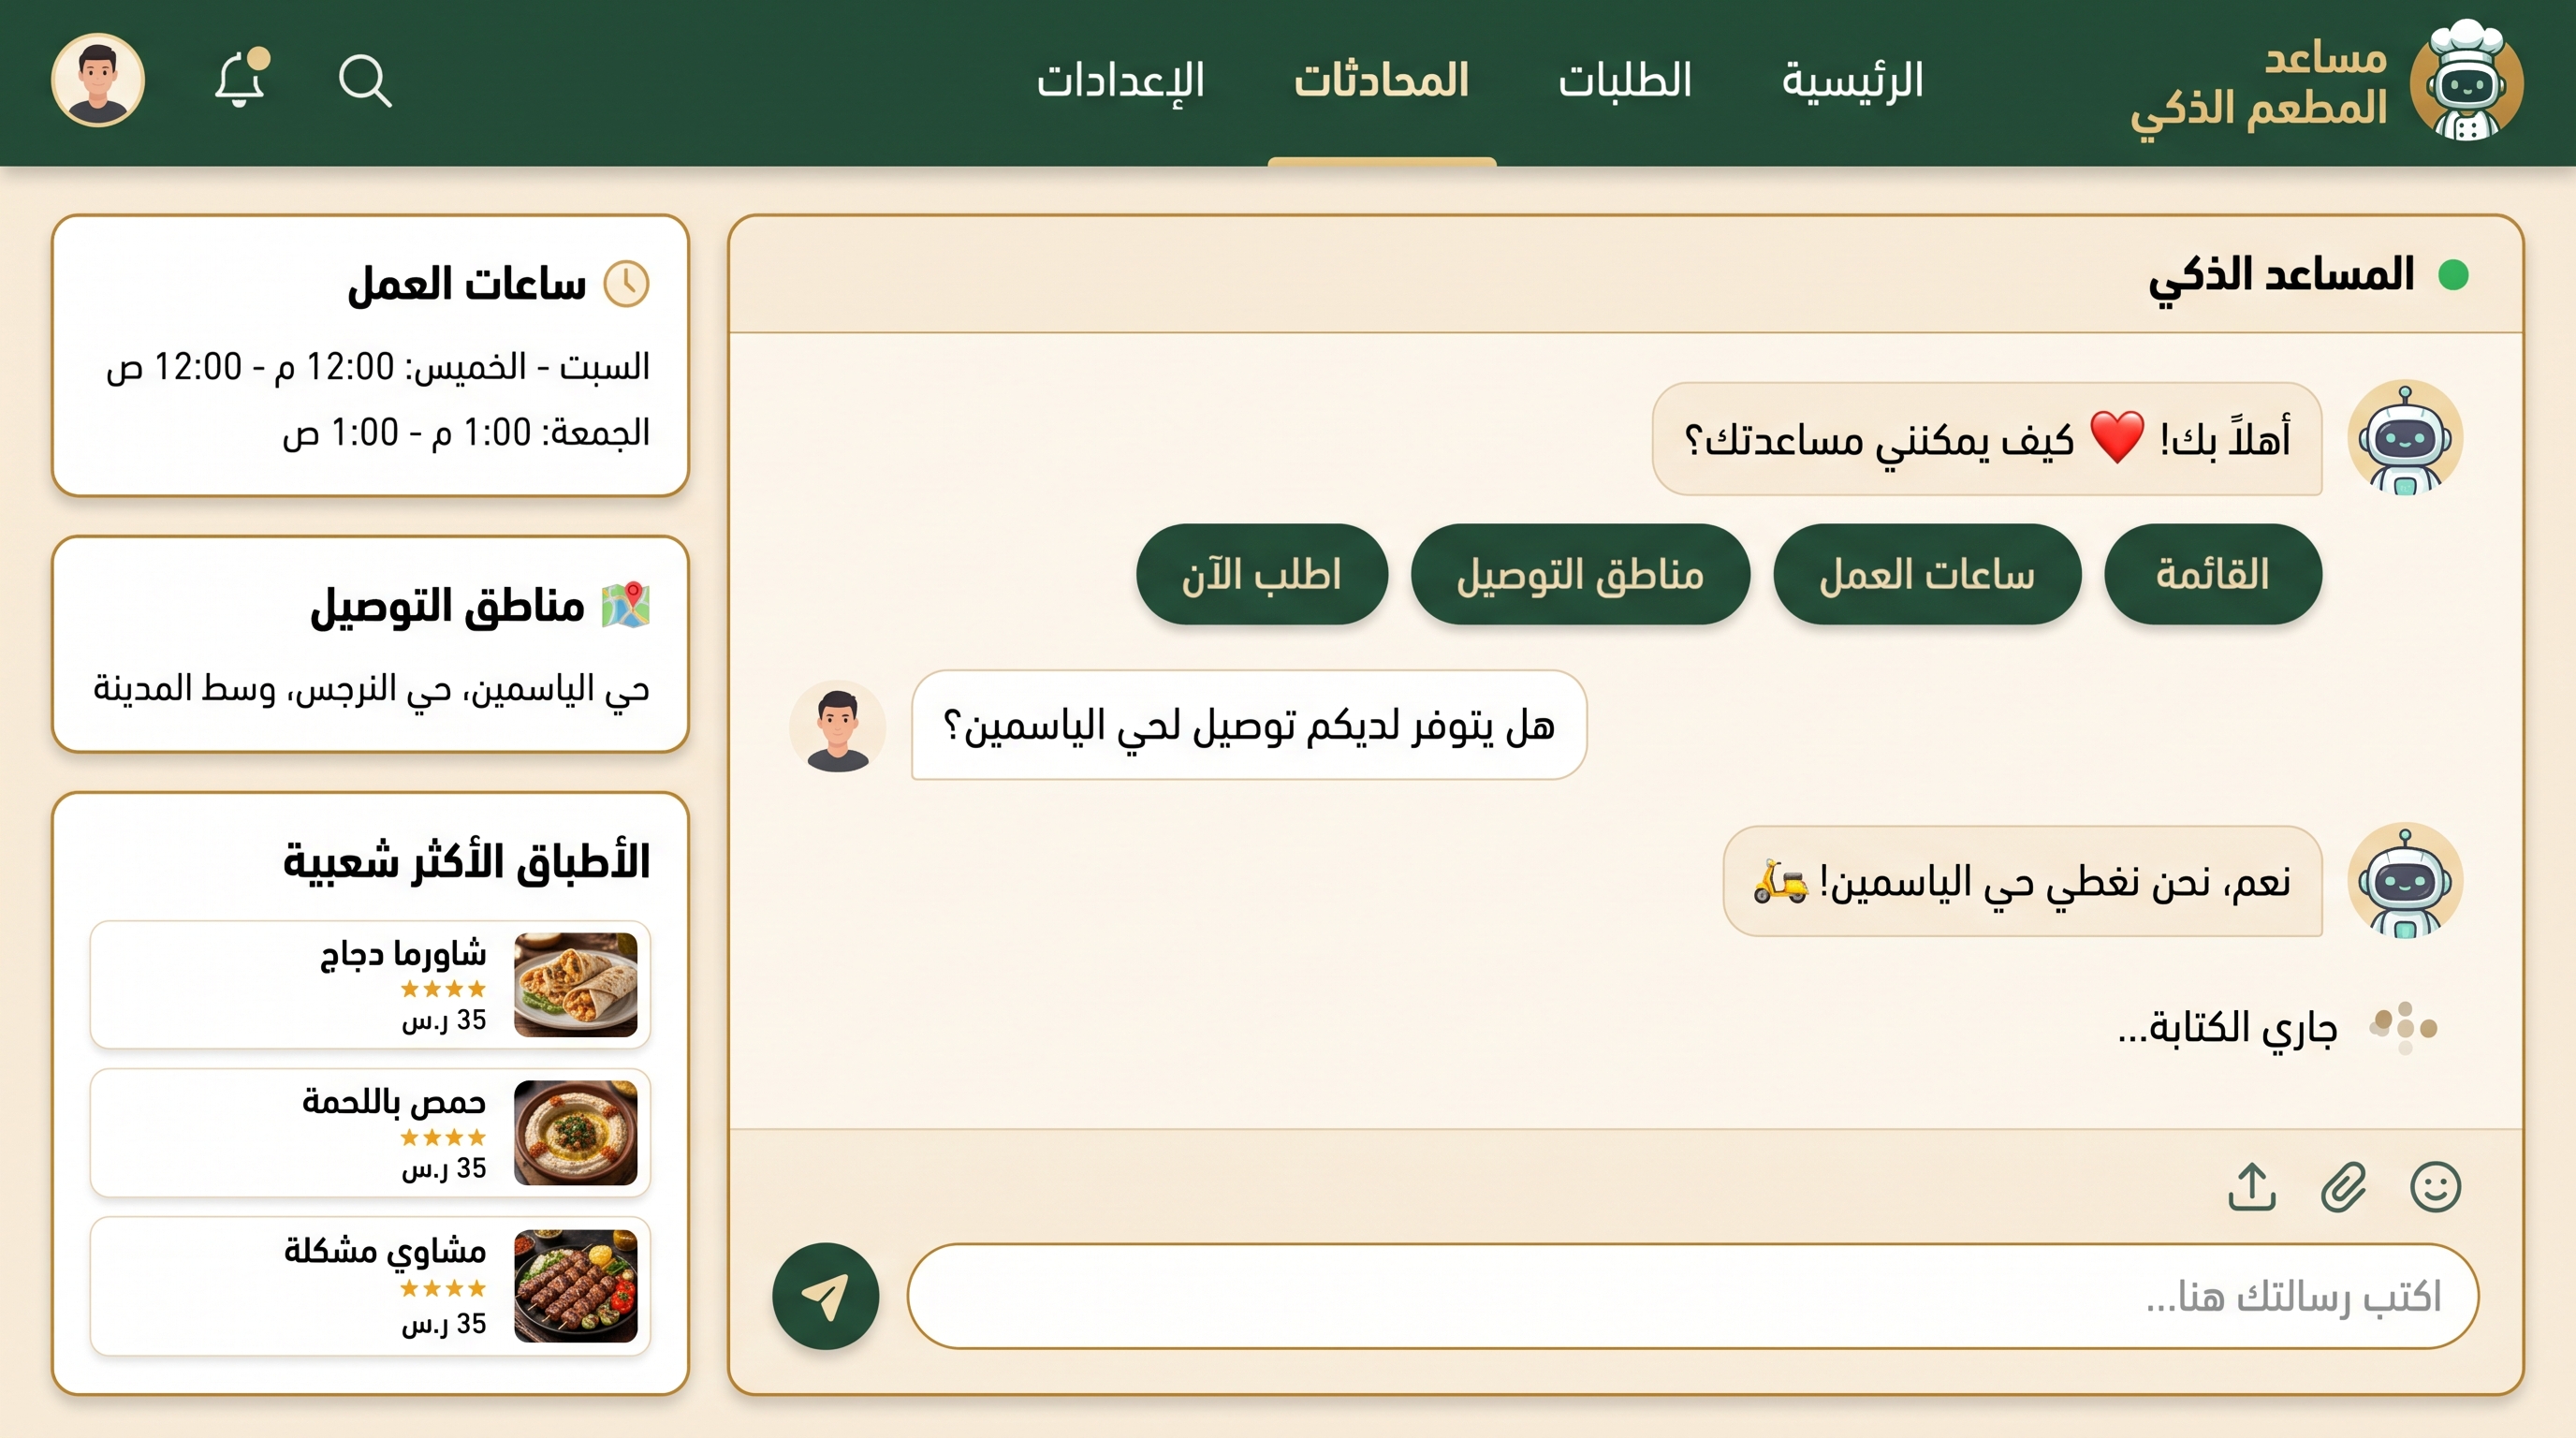 مساعد
المطعم الذكي
الرئيسية
الطلبات
المحادثات
الإعدادات
المساعد الذكي
أهلاً بك! ❤️ كيف يمكنني مساعدتك؟
القائمة
ساعات العمل
مناطق التوصيل
اطلب الآن
هل يتوفر لديكم توصيل لحي الياسمين؟
نعم، نحن نغطي حي الياسمين! 🛵
جاري الكتابة...
اكتب رسالتك هنا...
ساعات العمل
السبت - الخميس: 12:00 م - 12:00 ص
الجمعة: 1:00 م - 1:00 ص
مناطق التوصيل
حي الياسمين، حي النرجس، وسط المدينة
الأطباق الأكثر شعبية
شاورما دجاج
35 ر.س
حمص باللحمة
35 ر.س
مشاوي مشكلة
35 ر.س